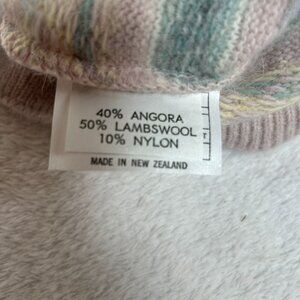 40% ANGORA
50% LAMBSWOOL
10% NYLON
MADE IN NEW ZEALAND